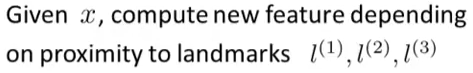 Given x, compute new feature depending
on proximity to landmarks l⁽¹⁾, l⁽²⁾, l⁽³⁾